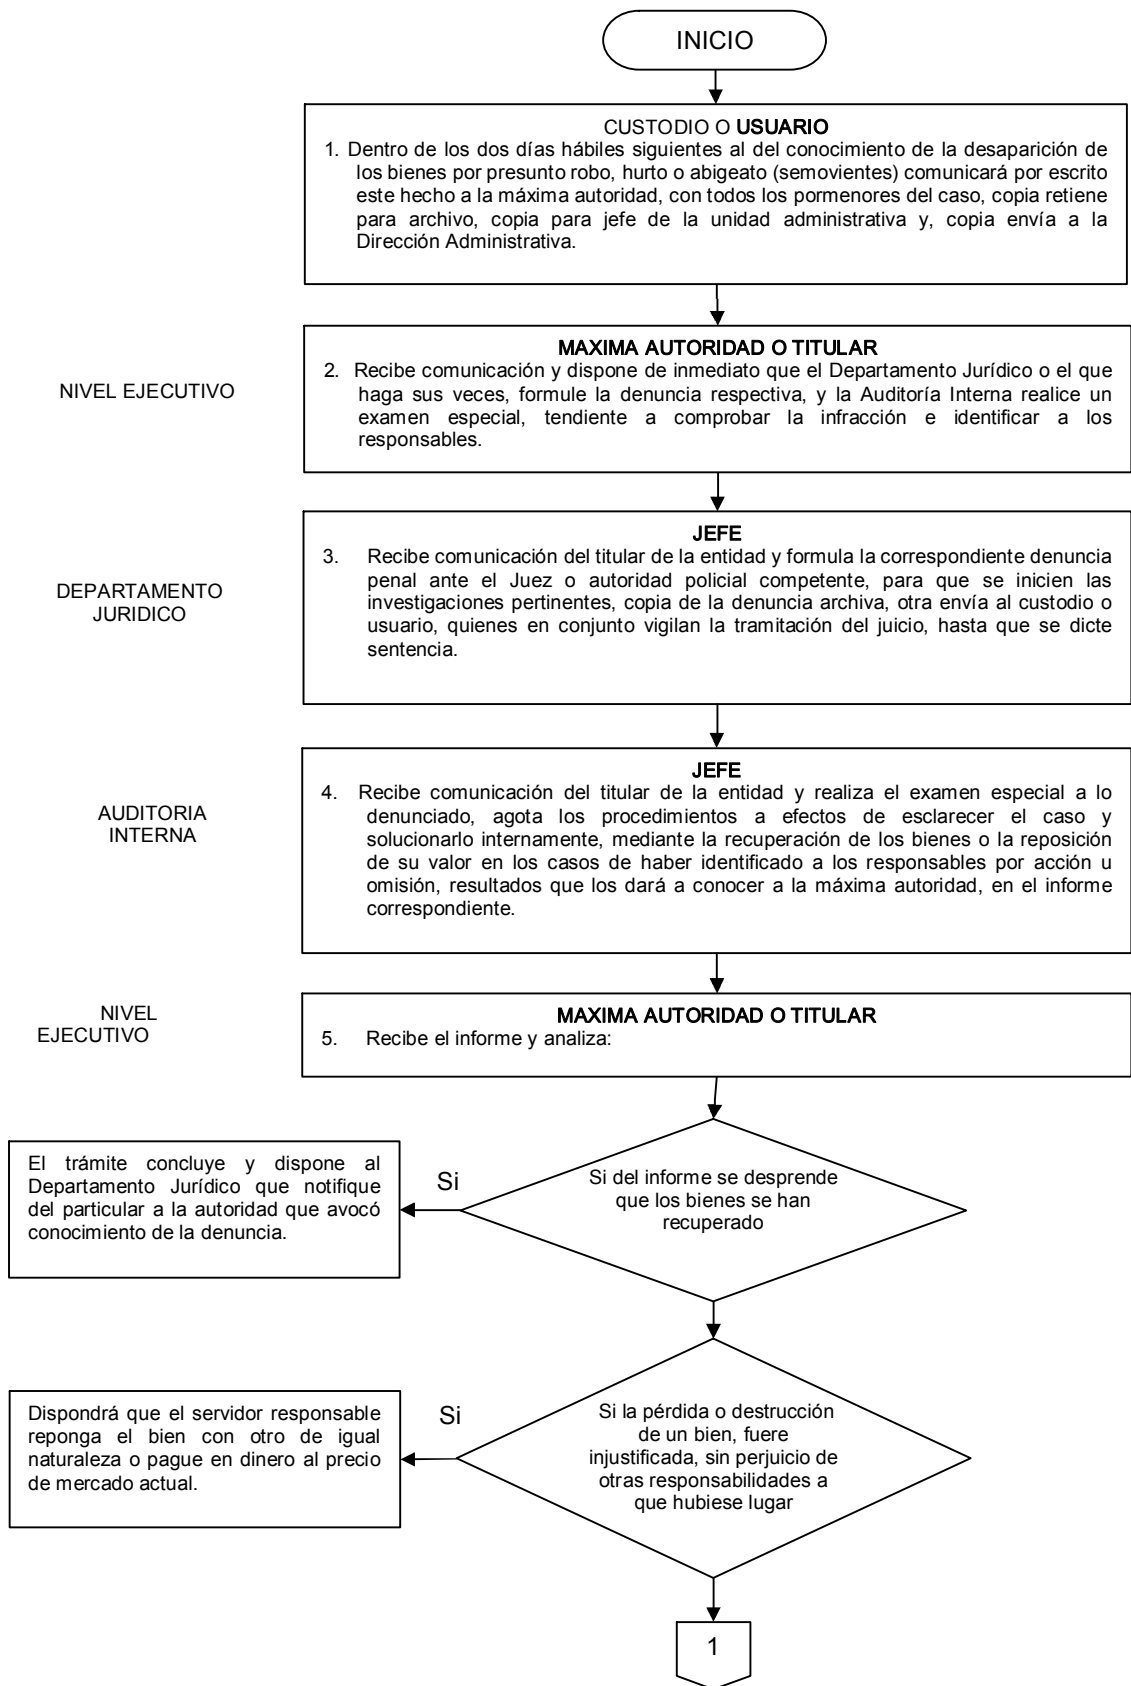 INICIO
CUSTODIO O USUARIO
1. Dentro de los dos días hábiles siguientes al del conocimiento de la desaparición de
los bienes por presunto robo, hurto o abigeato (semovientes) comunicará por escrito
este hecho a la máxima autoridad, con todos los pormenores del caso, copia retiene
para archivo, copia para jefe de la unidad administrativa y, copia envía a la
Dirección Administrativa.
NIVEL EJECUTIVO
MAXIMA AUTORIDAD O TITULAR
2. Recibe comunicación y dispone de inmediato que el Departamento Jurídico o el que
haga sus veces, formule la denuncia respectiva, y la Auditoría Interna realice un
examen especial, tendiente a comprobar la infracción e identificar a los
responsables.
DEPARTAMENTO
JURIDICO
JEFE
3. Recibe comunicación del titular de la entidad y formula la correspondiente denuncia
penal ante el Juez o autoridad policial competente, para que se inicien las
investigaciones pertinentes, copia de la denuncia archiva, otra envía al custodio o
usuario, quienes en conjunto vigilan la tramitación del juicio, hasta que se dicte
sentencia.
AUDITORIA
INTERNA
JEFE
4. Recibe comunicación del titular de la entidad y realiza el examen especial a lo
denunciado, agota los procedimientos a efectos de esclarecer el caso y
solucionarlo internamente, mediante la recuperación de los bienes o la reposición
de su valor en los casos de haber identificado a los responsables por acción u
omisión, resultados que los dará a conocer a la máxima autoridad, en el informe
correspondiente.
NIVEL
EJECUTIVO
MAXIMA AUTORIDAD O TITULAR
5. Recibe el informe y analiza:
Si del informe se desprende
que los bienes se han
recuperado
Si
El trámite concluye y dispone al
Departamento Jurídico que notifique
del particular a la autoridad que avocó
conocimiento de la denuncia.
Si la pérdida o destrucción
de un bien, fuere
injustificada, sin perjuicio de
otras responsabilidades a
que hubiese lugar
Si
Dispondrá que el servidor responsable
reponga el bien con otro de igual
naturaleza o pague en dinero al precio
de mercado actual.
1